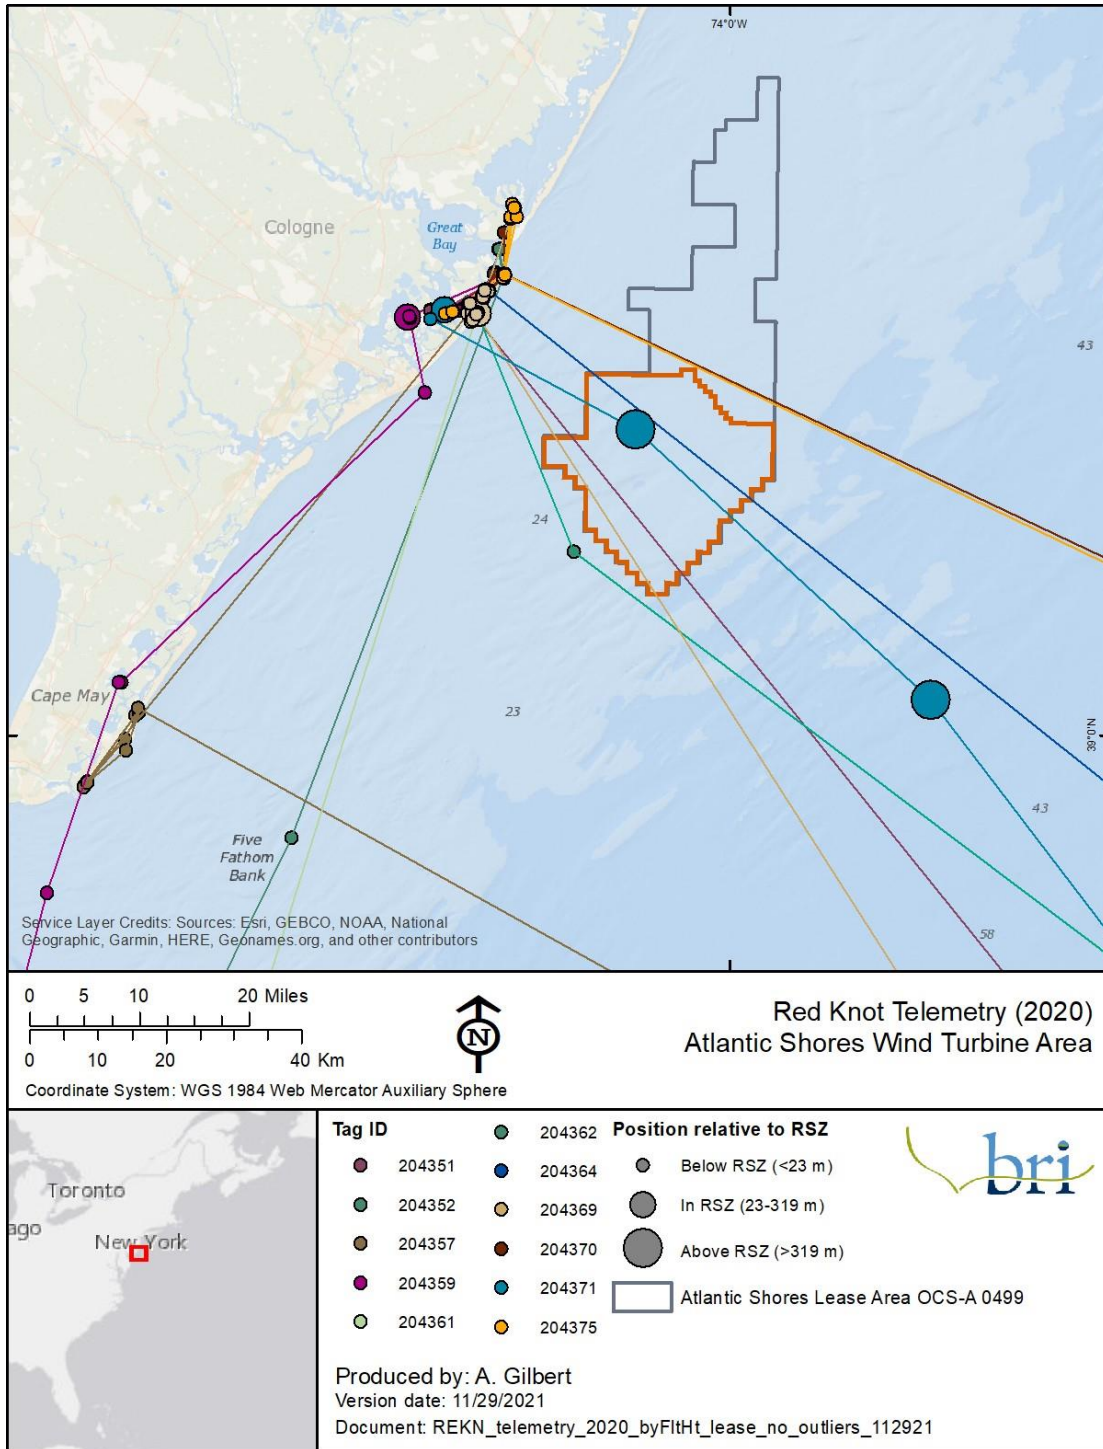 74°0'W
Cologne
Great
Bay
43
24
Cape May
23
39°0'N
43
Five
Fathom
Bank
58
Service Layer Credits: Sources: Esri, GEBCO, NOAA, National
Geographic, Garmin, HERE, Geonames.org, and other contributors
0 5 10 20 Miles
0 10 20 40 Km
N
Coordinate System: WGS 1984 Web Mercator Auxiliary Sphere
Red Knot Telemetry (2020)
Atlantic Shores Wind Turbine Area
Toronto
ago
New York
Tag ID
204351
204352
204357
204359
204361
204362
204364
204369
204370
204371
204375
Position relative to RSZ
Below RSZ (<23 m)
In RSZ (23-319 m)
Above RSZ (>319 m)
Atlantic Shores Lease Area OCS-A 0499
bri
Produced by: A. Gilbert
Version date: 11/29/2021
Document: REKN_telemetry_2020_byFltHt_lease_no_outliers_112921